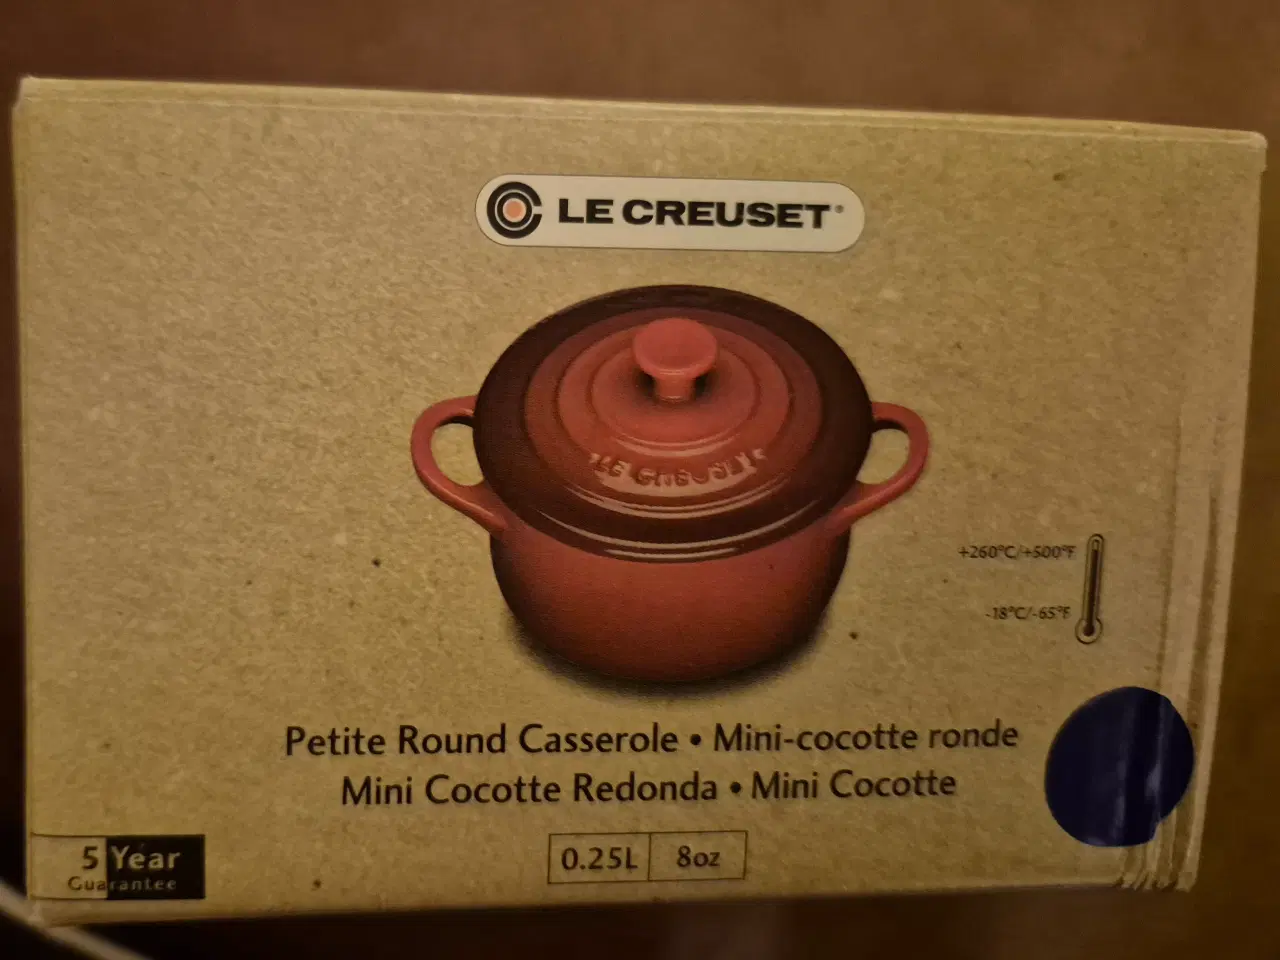 LE CREUSET®
LE CREUSET
+260°C/+500°F
-18°C/-65°F
Petite Round Casserole • Mini-cocotte ronde
Mini Cocotte Redonda • Mini Cocotte
5 Year
Guarantee
0.25L 8oz